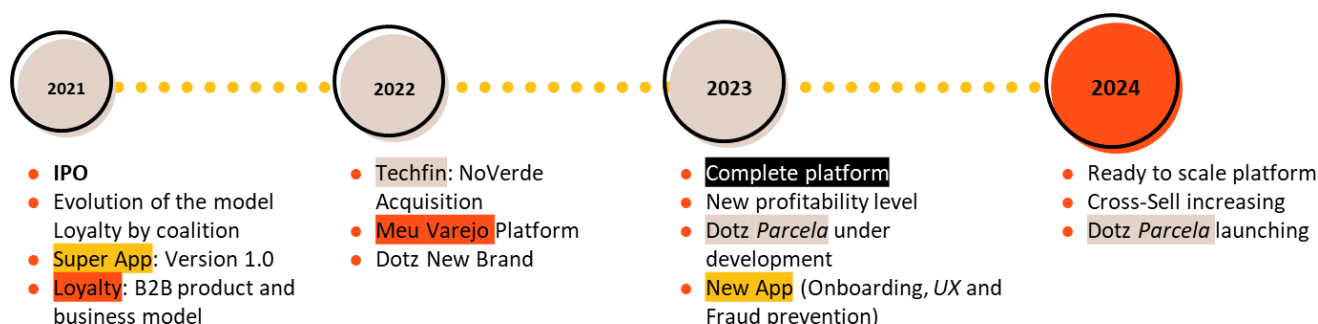 2021
IPO
Evolution of the model
Loyalty by coalition
Super App: Version 1.0
Loyalty: B2B product and
business model
2022
Techfin: NoVerde
Acquisition
Meu Varejo Platform
Dotz New Brand
2023
Complete platform
New profitability level
Dotz Parcela under
development
New App (Onboarding, UX and
Fraud prevention)
2024
Ready to scale platform
Cross-Sell increasing
Dotz Parcela launching